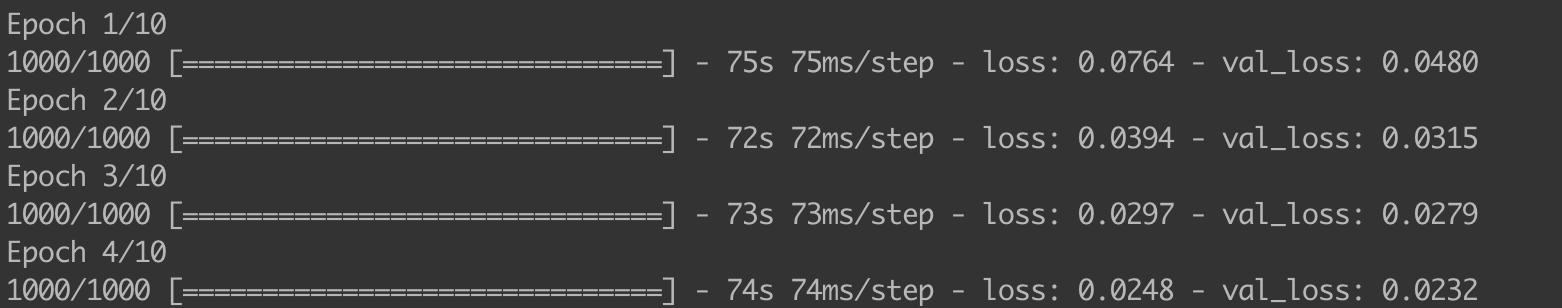 Epoch 1/10
1000/1000 [==============================] - 75s 75ms/step - loss: 0.0764 - val_loss: 0.0480
Epoch 2/10
1000/1000 [==============================] - 72s 72ms/step - loss: 0.0394 - val_loss: 0.0315
Epoch 3/10
1000/1000 [==============================] - 73s 73ms/step - loss: 0.0297 - val_loss: 0.0279
Epoch 4/10
1000/1000 [==============================] - 74s 74ms/step - loss: 0.0248 - val_loss: 0.0232